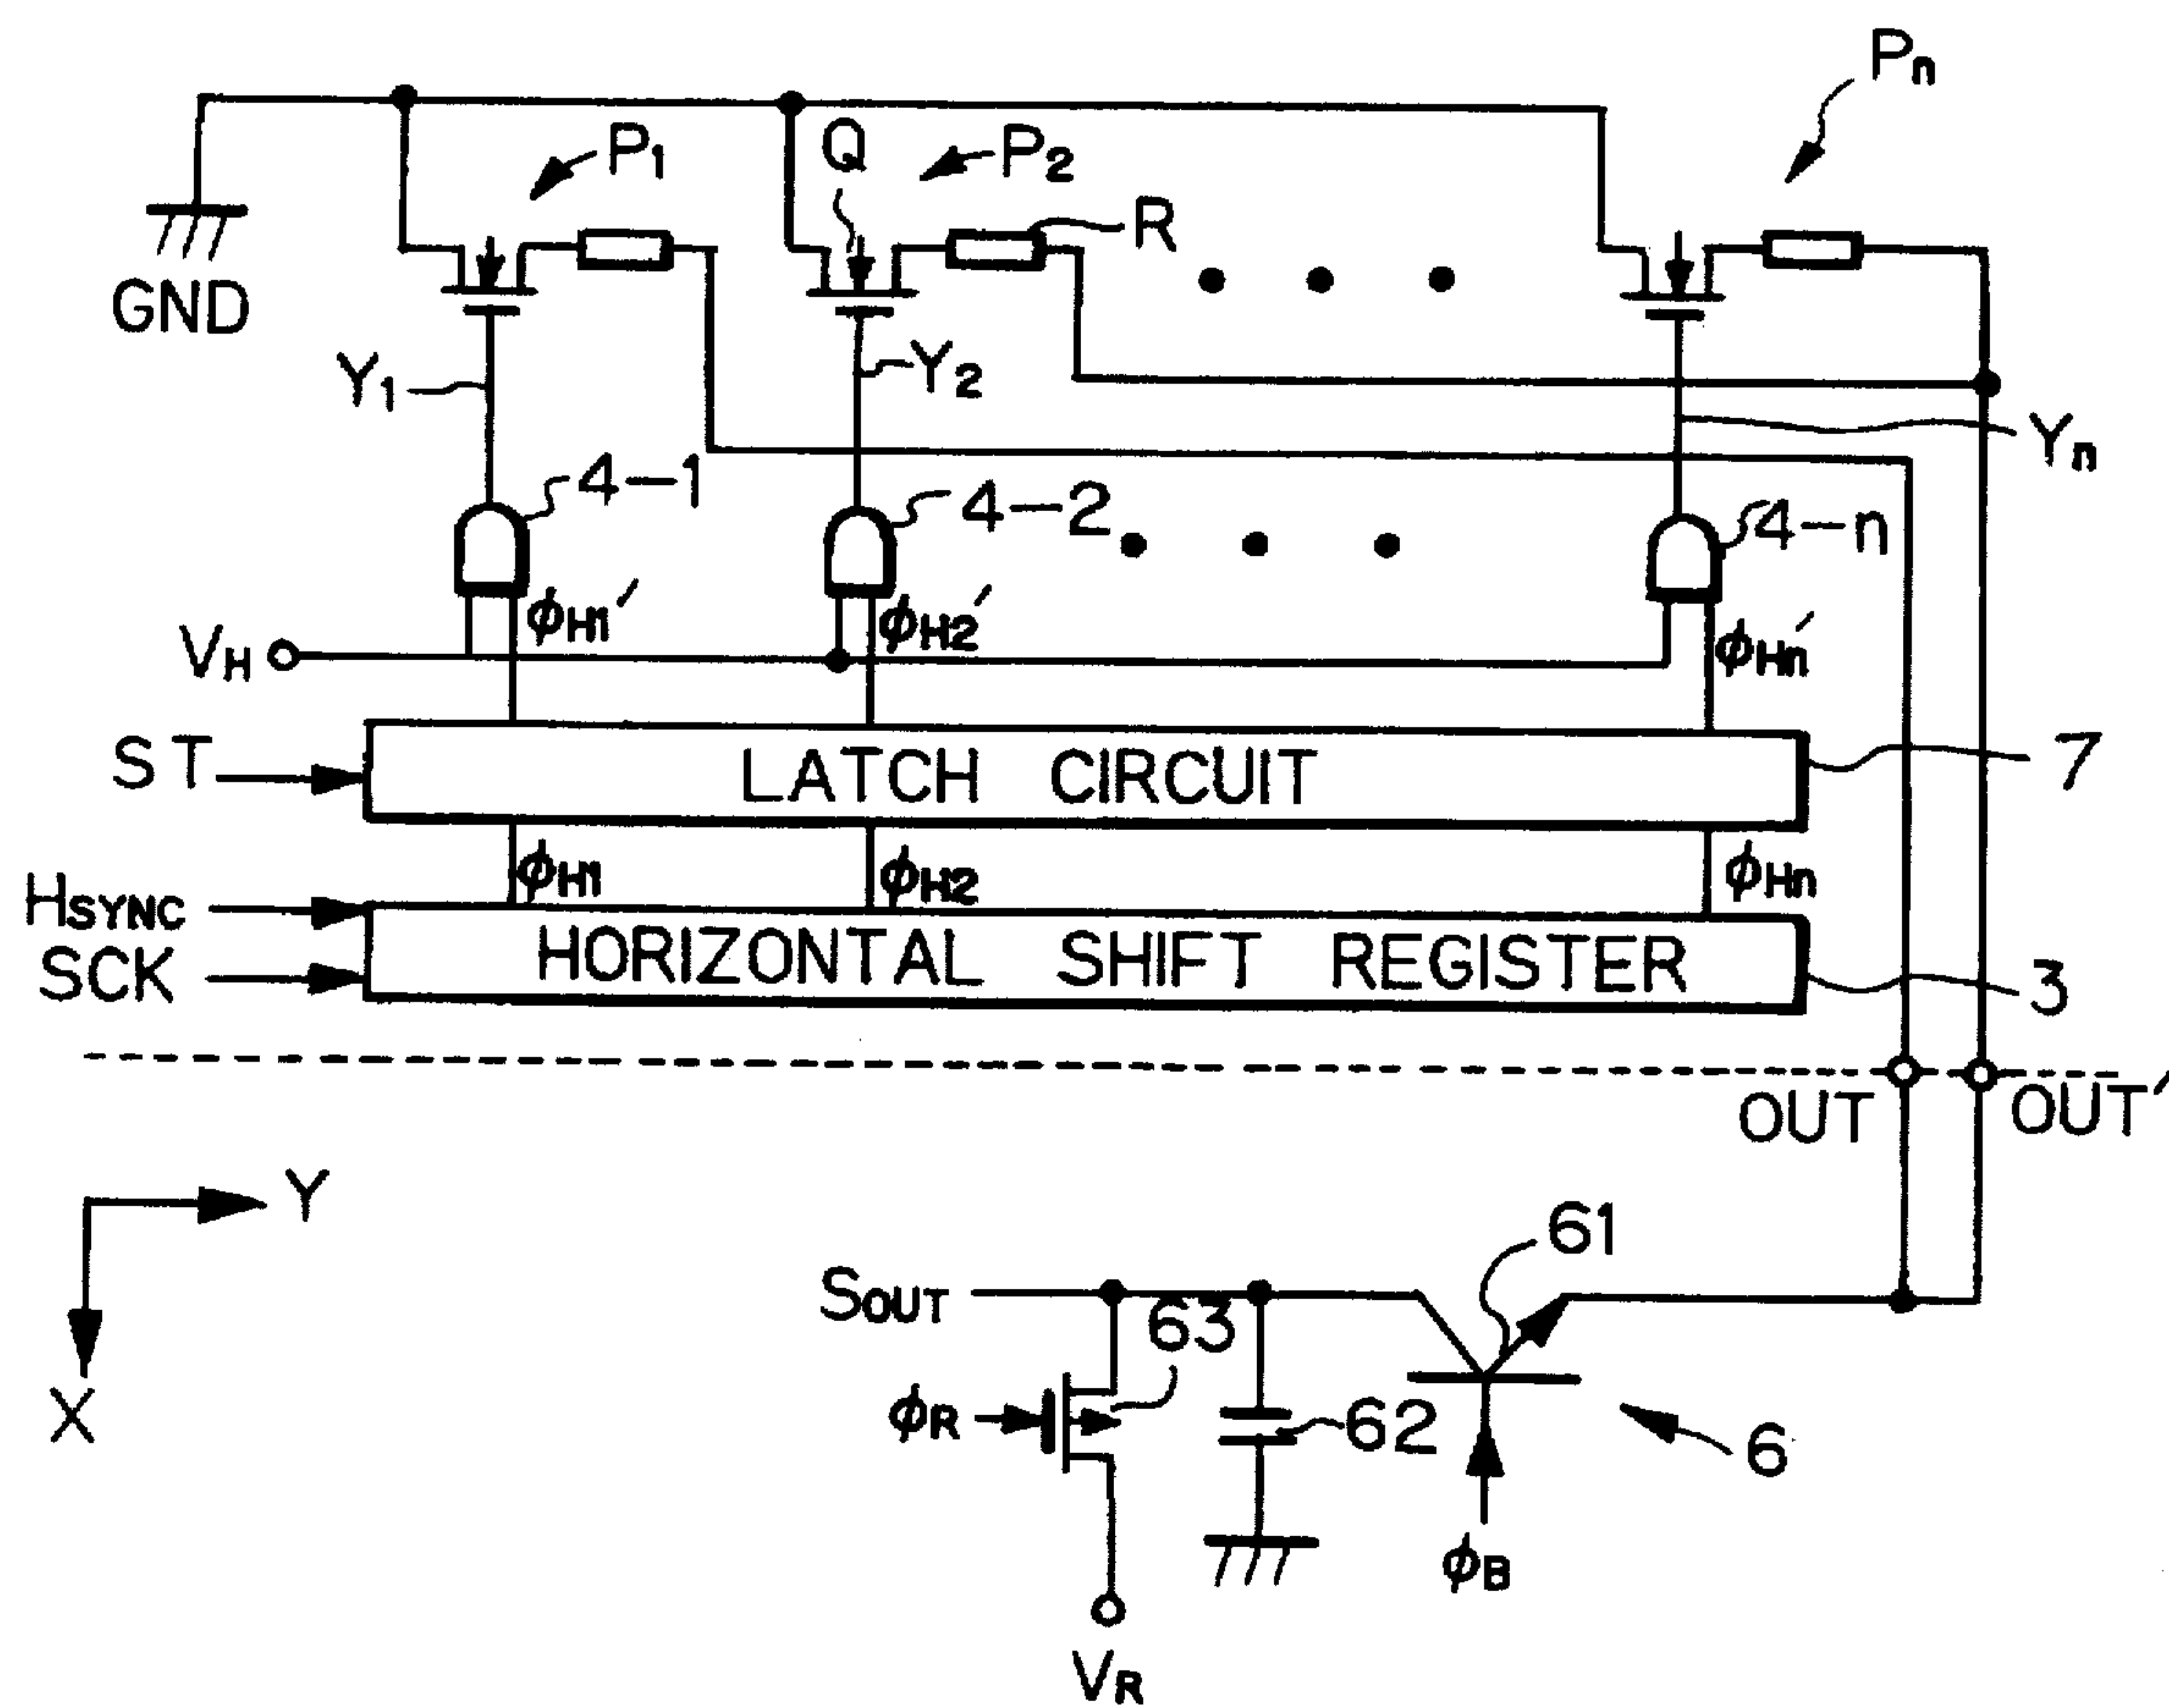 Pn
P1
Q
P2
R
GND
Y1
Y2
Yn
4-1
4-2
4-n
ϕH1′
ϕH2′
ϕHn′
VH
ST
LATCH CIRCUIT
7
ϕH1
ϕH2
ϕHn
HSYNC
SCK
HORIZONTAL SHIFT REGISTER
3
OUT
OUT′
Y
X
61
SOUT
63
ϕR
62
6
ϕB
VR